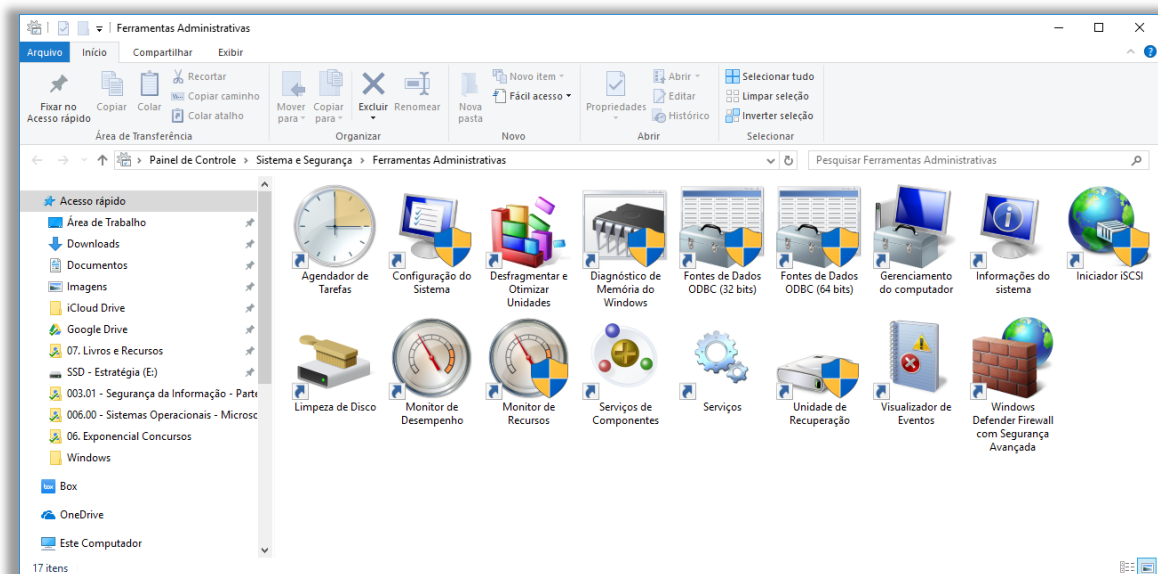 Ferramentas Administrativas
Arquivo Início Compartilhar Exibir
Fixar no
Acesso rápido
Copiar
Colar
Recortar
Copiar caminho
Colar atalho
Área de Transferência
Mover
para
Copiar
para
Excluir
Renomear
Organizar
Nova
pasta
Novo item
Fácil acesso
Novo
Propriedades
Abrir
Editar
Histórico
Abrir
Selecionar tudo
Limpar seleção
Inverter seleção
Selecionar
Painel de Controle > Sistema e Segurança > Ferramentas Administrativas
Pesquisar Ferramentas Administrativas
Acesso rápido
Área de Trabalho
Downloads
Documentos
Imagens
iCloud Drive
Google Drive
07. Livros e Recursos
SSD - Estratégia (E:)
003.01 - Segurança da Informação - Parte
006.00 - Sistemas Operacionais - Microsc
06. Exponencial Concursos
Windows
box Box
OneDrive
Este Computador
Agendador de
Tarefas
Configuração do
Sistema
Desfragmentar e
Otimizar
Unidades
Diagnóstico de
Memória do
Windows
Fontes de Dados
ODBC (32 bits)
Fontes de Dados
ODBC (64 bits)
Gerenciamento
do computador
Informações do
sistema
Iniciador iSCSI
Limpeza de Disco
Monitor de
Desempenho
Monitor de
Recursos
Serviços de
Componentes
Serviços
Unidade de
Recuperação
Visualizador de
Eventos
Windows
Defender Firewall
com Segurança
Avançada
17 itens